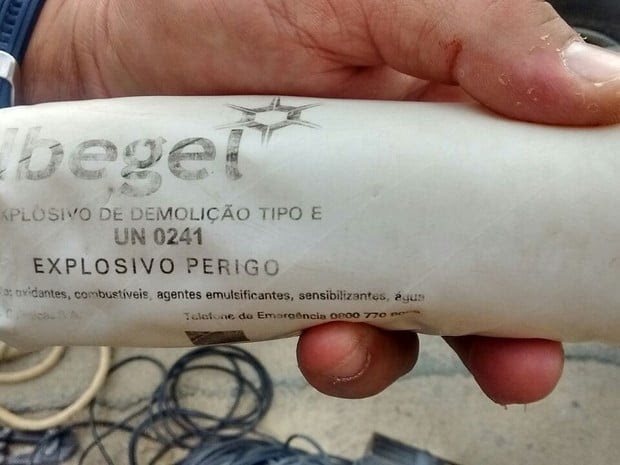 lbegel
XPLOSIVO DE DEMOLIÇÃO TIPO E
UN 0241
EXPLOSIVO PERIGO
oxidantes, combustíveis, agentes emulsificantes, sensibilizantes, água
Telefone de Emergência 0800 770